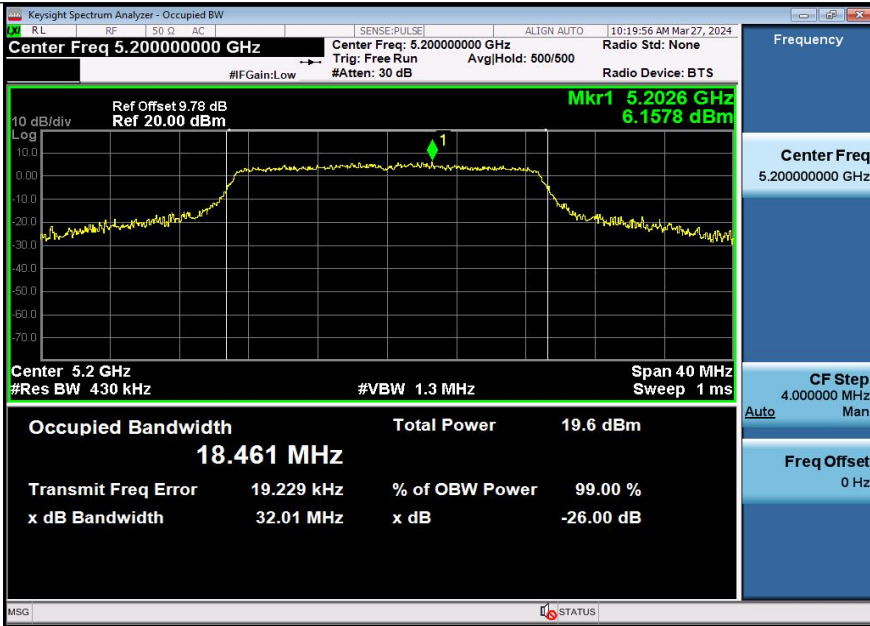 Keysight Spectrum Analyzer - Occupied BW
LXI RL RF 50 Ω AC SENSE:PULSE ALIGN AUTO 10:19:56 AM Mar 27, 2024
Center Freq 5.200000000 GHz
Center Freq: 5.200000000 GHz
Radio Std: None
Trig: Free Run Avg|Hold: 500/500
#IFGain:Low #Atten: 30 dB Radio Device: BTS
Frequency
Ref Offset 9.78 dB
Mkr1 5.2026 GHz
10 dB/div Ref 20.00 dBm 6.1578 dBm
Log
1
10.0
0.00
-10.0
-20.0
-30.0
-40.0
-50.0
-60.0
-70.0
Center 5.2 GHz Span 40 MHz
#Res BW 430 kHz #VBW 1.3 MHz Sweep 1 ms
Occupied Bandwidth Total Power 19.6 dBm
18.461 MHz
Transmit Freq Error 19.229 kHz % of OBW Power 99.00 %
x dB Bandwidth 32.01 MHz x dB -26.00 dB
Center Freq
5.200000000 GHz
CF Step
4.000000 MHz
Auto Man
Freq Offset
0 Hz
MSG STATUS